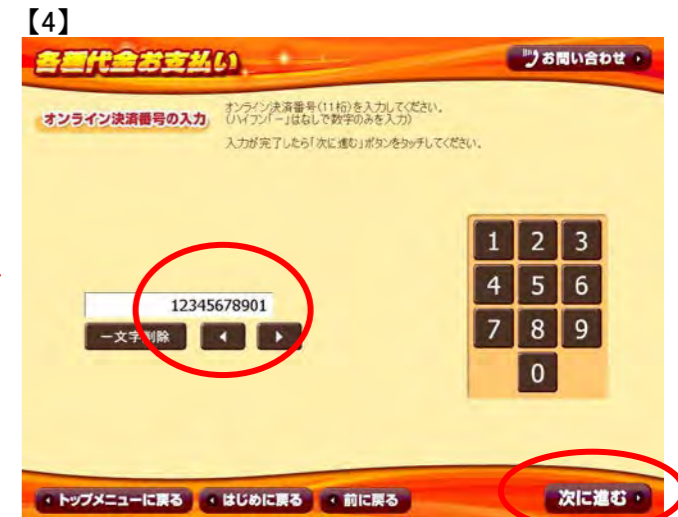 【4】
各種代金お支払い
お問い合わせ
オンライン決済番号の入力
オンライン決済番号(11桁)を入力してください。
(ハイフン「-」はなしで数字のみを入力)
入力が完了したら「次に進む」ボタンをタッチしてください。
1 2 3
4 5 6
7 8 9
0
12345678901
一文字削除
トップメニューに戻る
はじめに戻る
前に戻る
次に進む